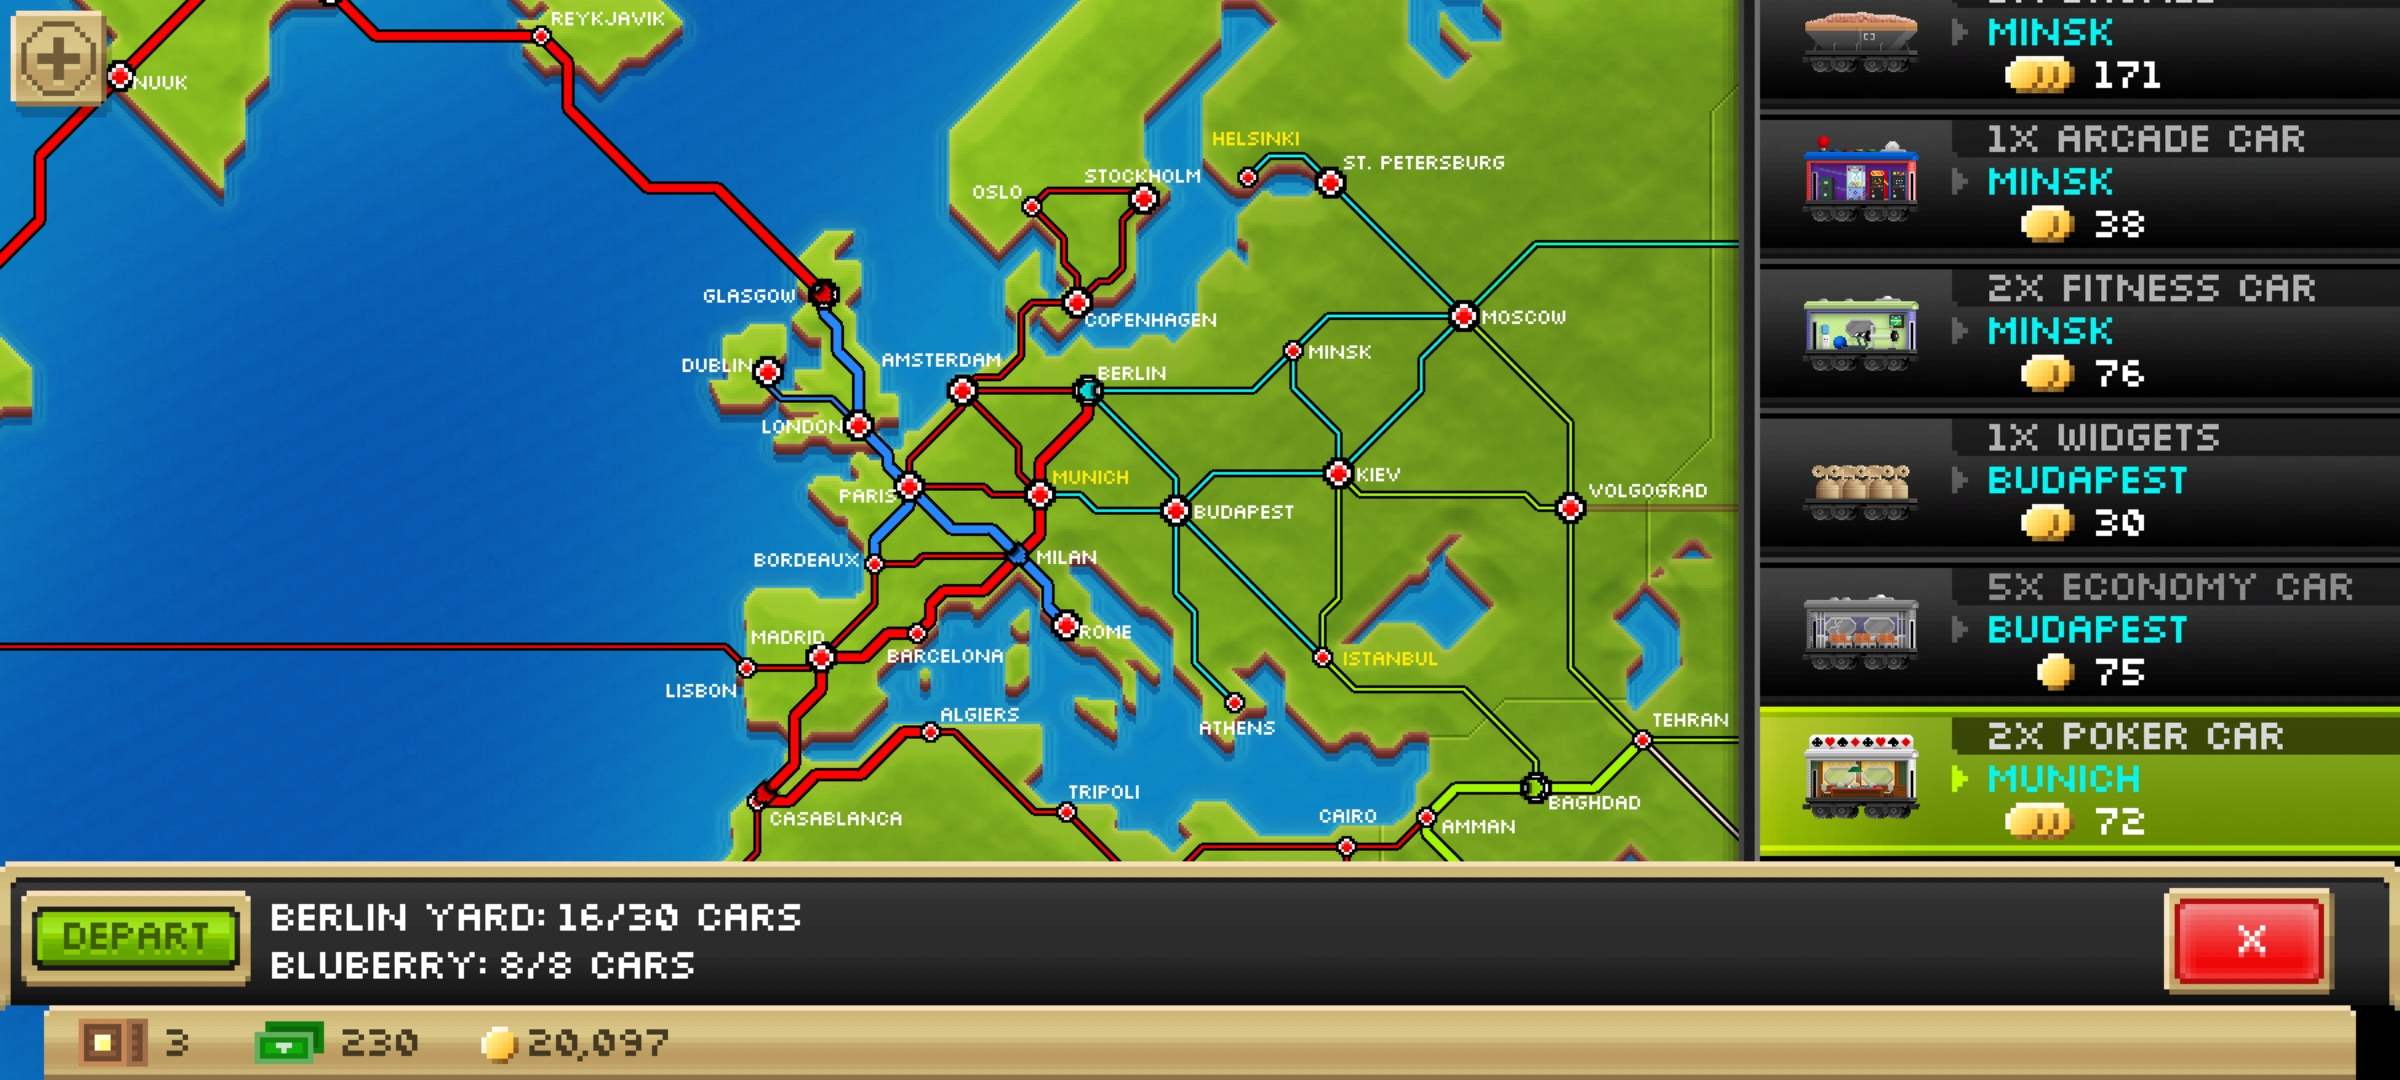 REYKJAVIK
NUUK
HELSINKI
ST. PETERSBURG
STOCKHOLM
OSLO
GLASGOW
MOSCOW
COPENHAGEN
MINSK
AMSTERDAM
DUBLIN
BERLIN
LONDON
MUNICH
KIEV
PARIS
VOLGOGRAD
BUDAPEST
BORDEAUX
MILAN
MADRID
ROME
BARCELONA
ISTANBUL
LISBON
ALGIERS
ATHENS
TEHRAN
TRIPOLI
BAGHDAD
CASABLANCA
CAIRO
AMMAN
MINSK
171
1X ARCADE CAR
MINSK
38
2X FITNESS CAR
MINSK
76
1X WIDGETS
BUDAPEST
30
5X ECONOMY CAR
BUDAPEST
75
2X POKER CAR
MUNICH
72
DEPART
BERLIN YARD: 16/30 CARS
BLUBERRY: 8/8 CARS
X
3
230
20,097